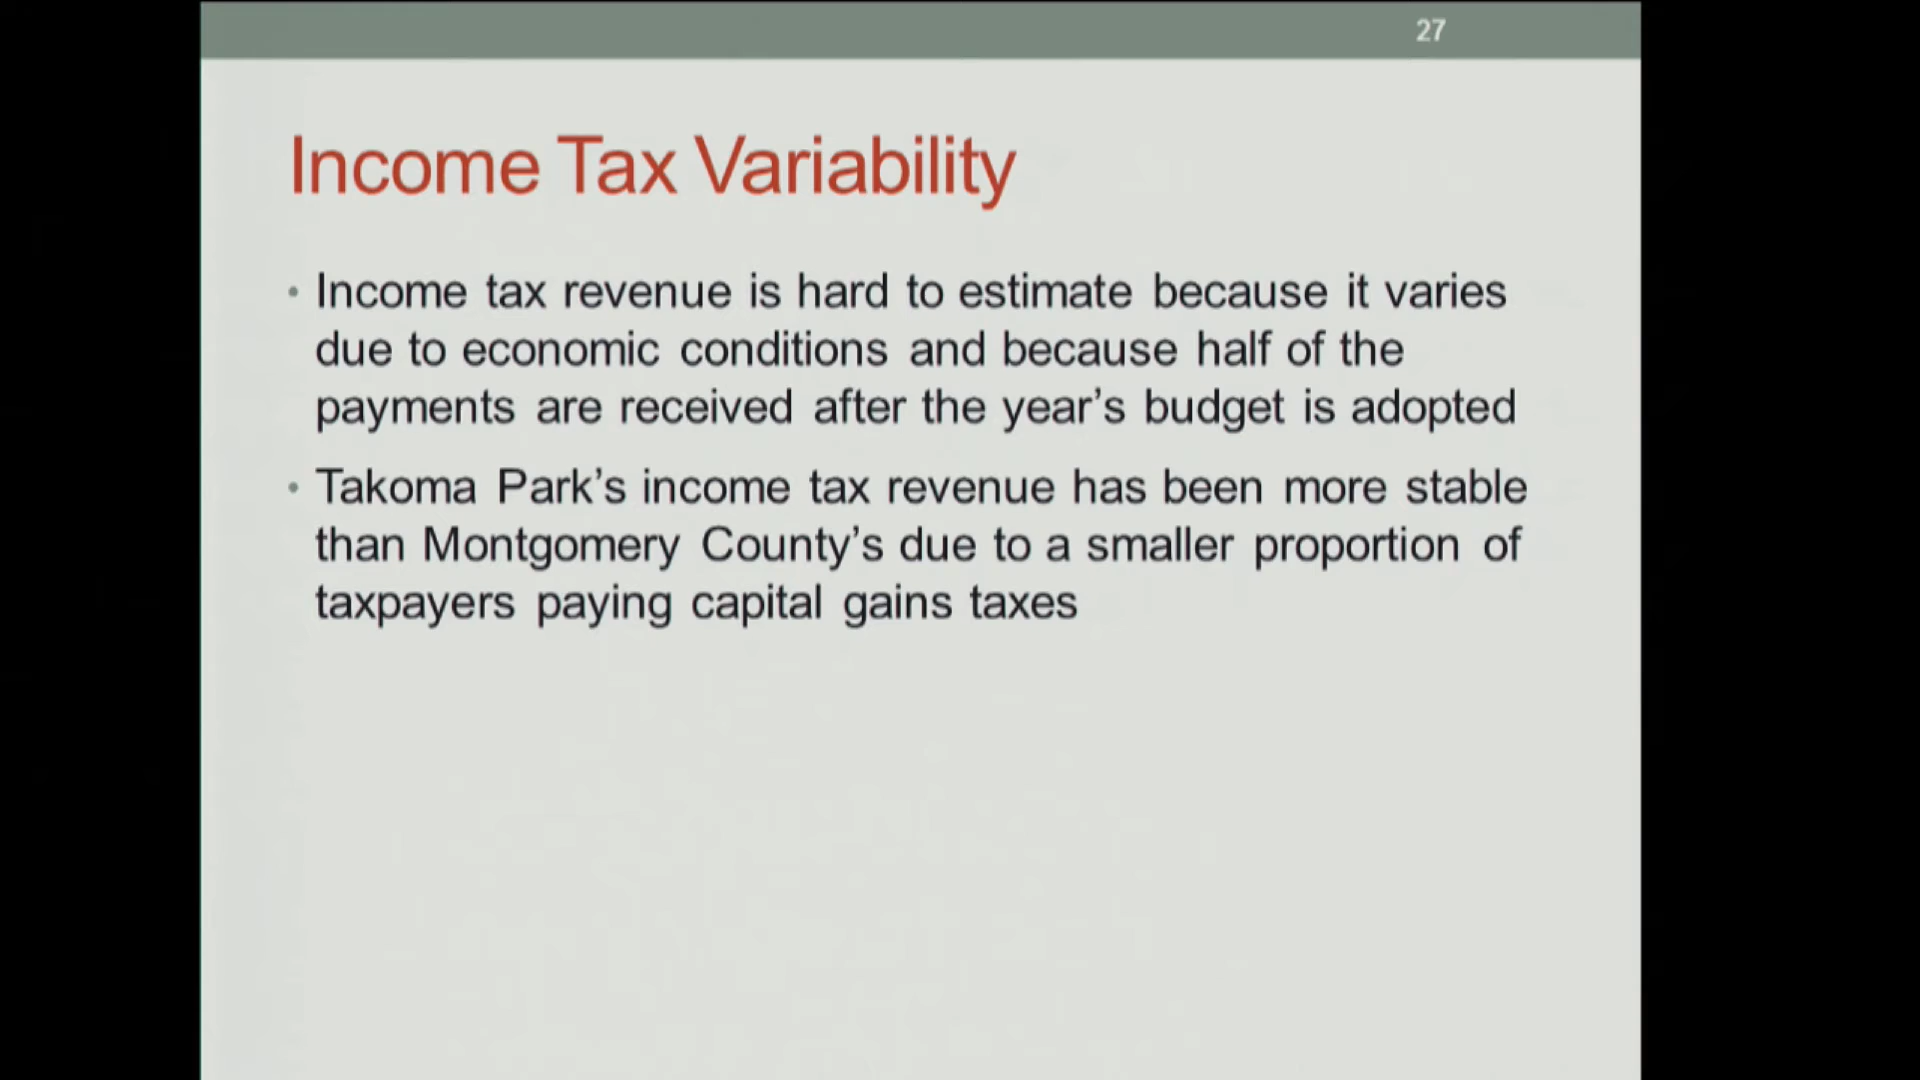 27
Income Tax Variability
• Income tax revenue is hard to estimate because it varies
due to economic conditions and because half of the
payments are received after the year’s budget is adopted
• Takoma Park’s income tax revenue has been more stable
than Montgomery County’s due to a smaller proportion of
taxpayers paying capital gains taxes